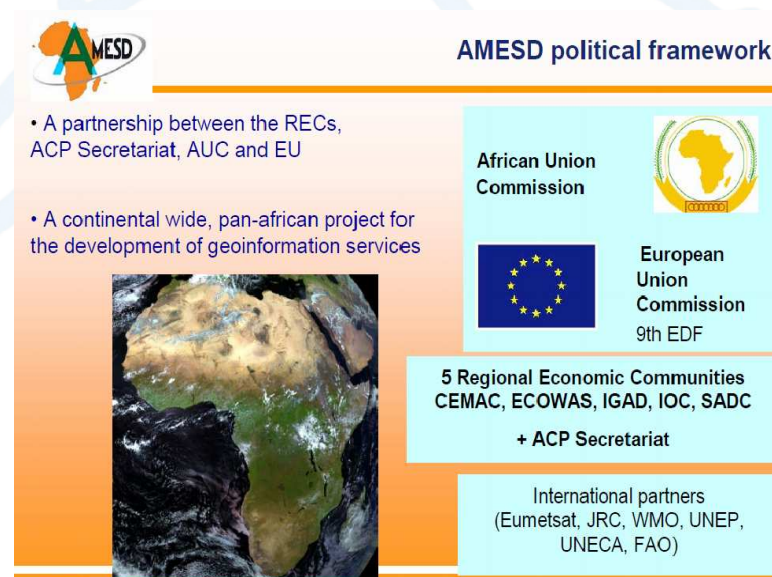 AMESD
AMESD political framework
• A partnership between the RECs,
ACP Secretariat, AUC and EU
• A continental wide, pan-african project for
the development of geoinformation services
African Union
Commission
European
Union
Commission
9th EDF
5 Regional Economic Communities
CEMAC, ECOWAS, IGAD, IOC, SADC
+ ACP Secretariat
International partners
(Eumetsat, JRC, WMO, UNEP,
UNECA, FAO)